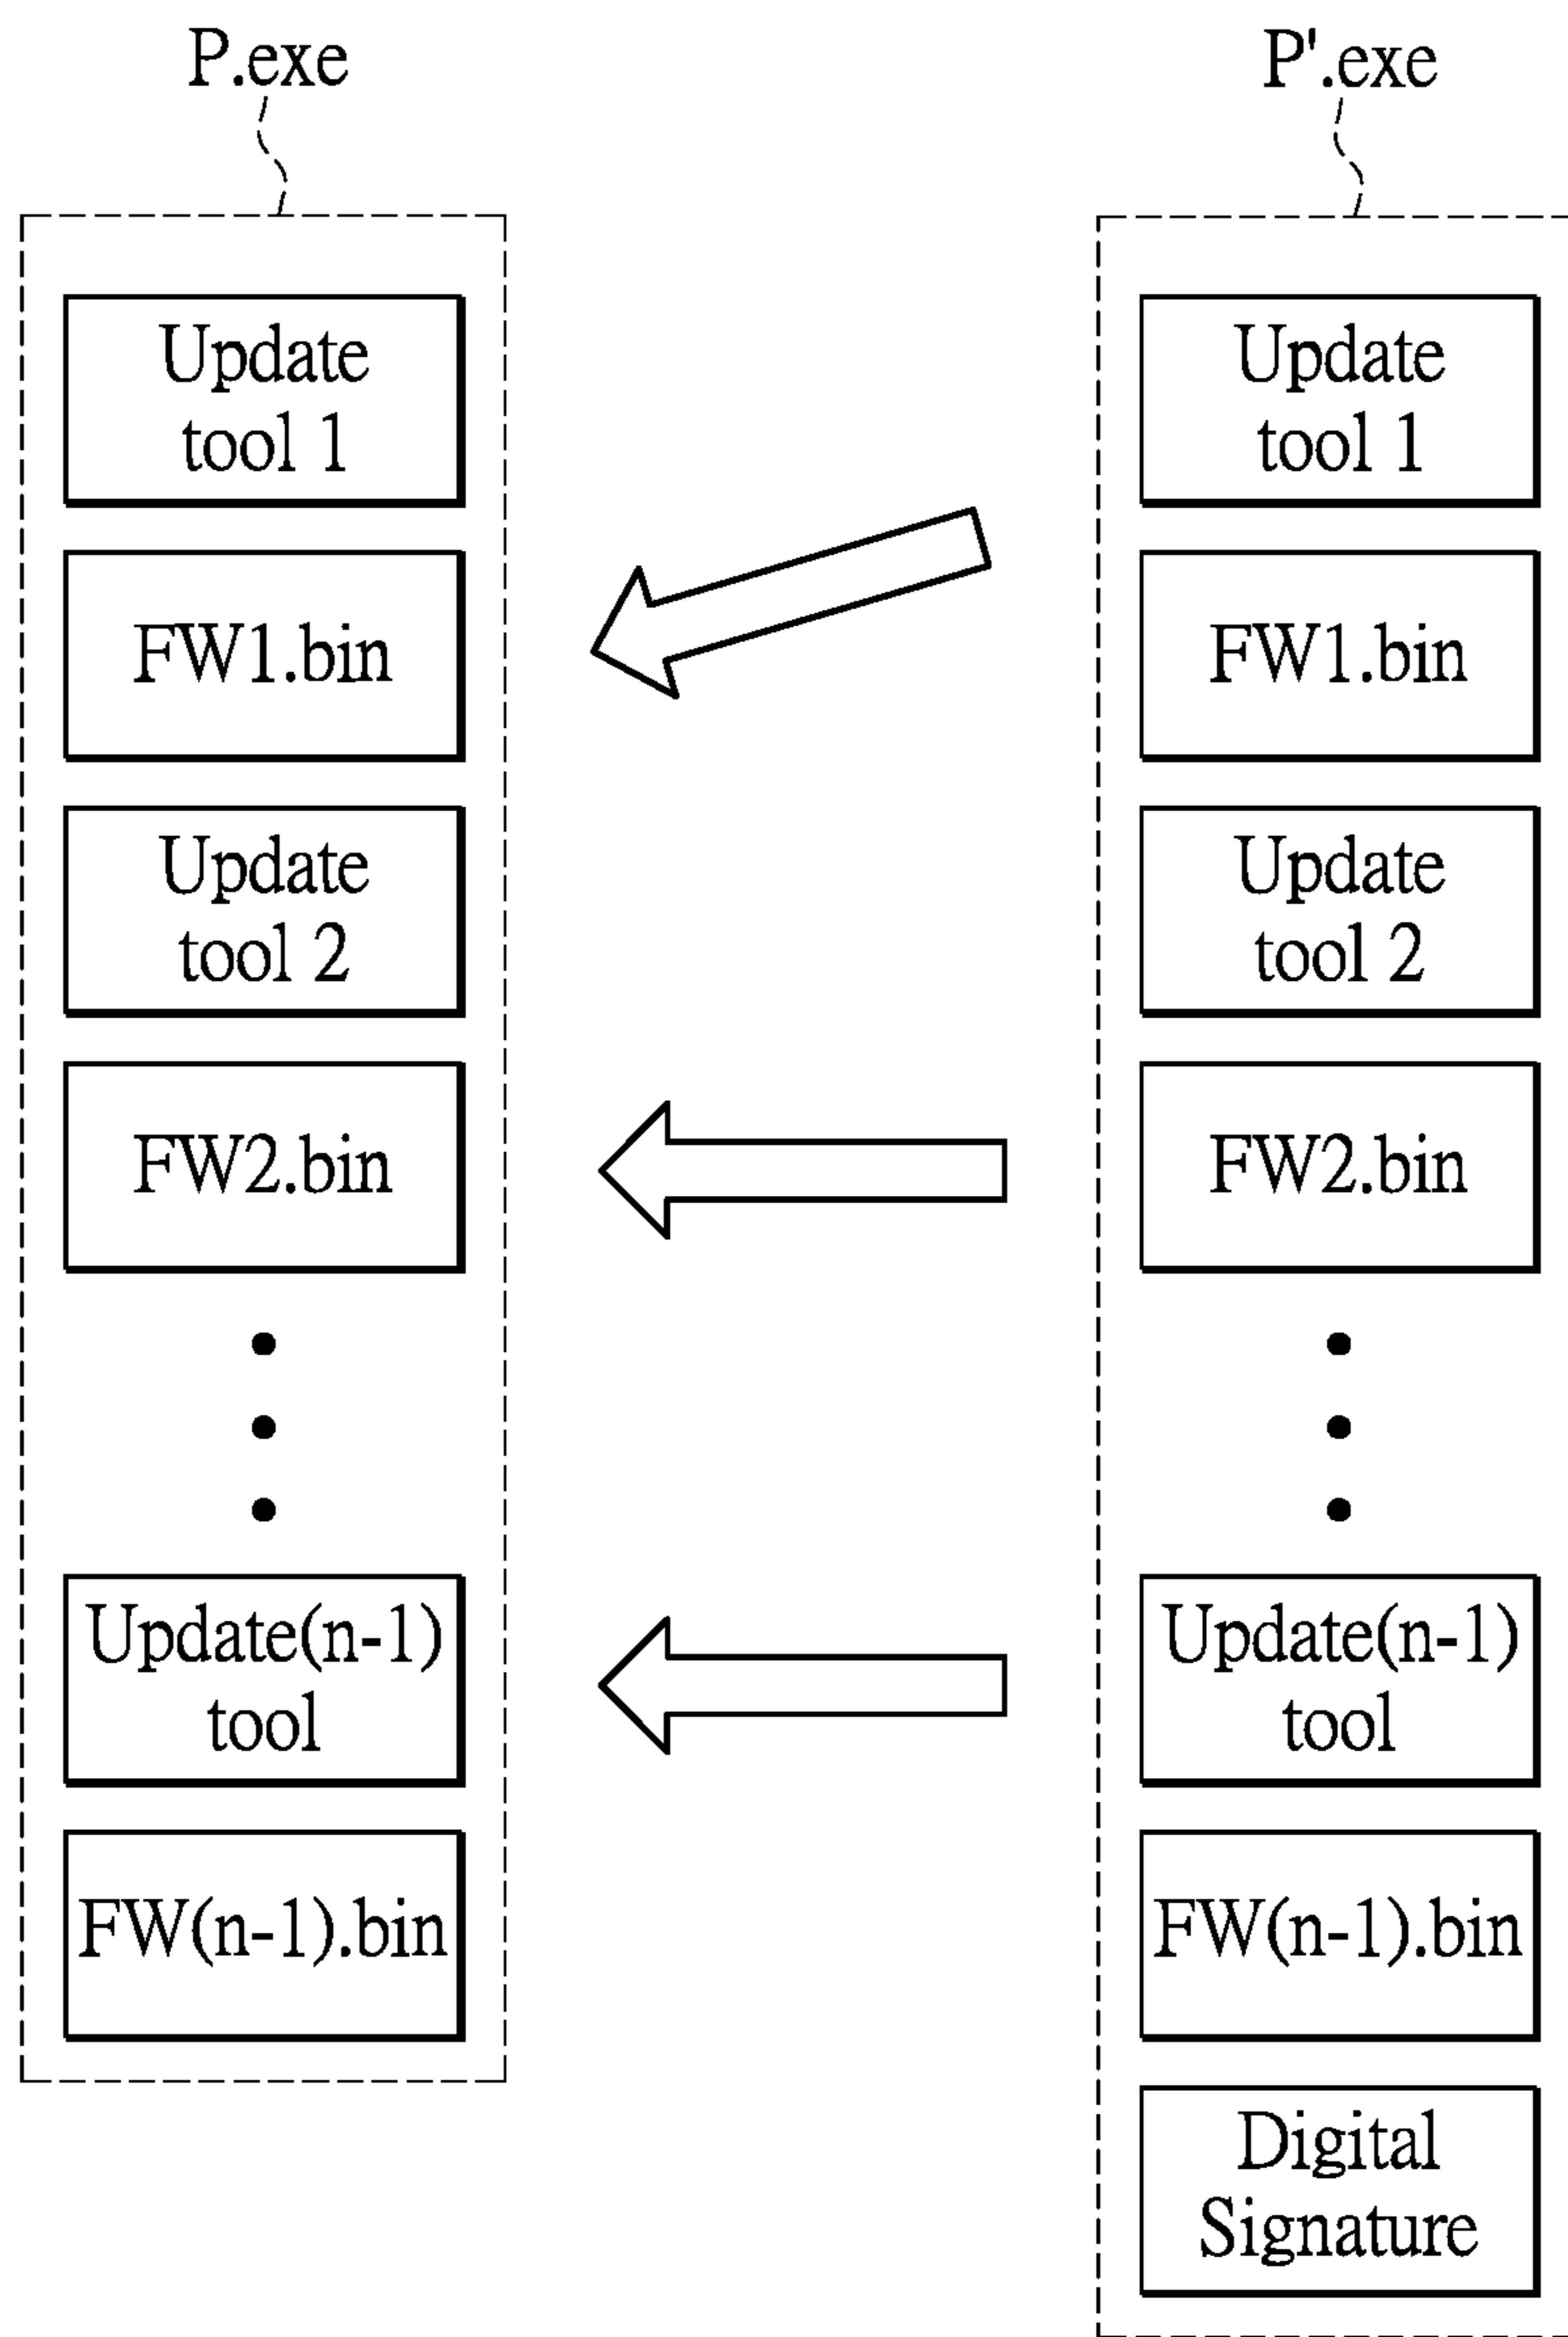 P.exe
Update
tool 1
FW1.bin
Update
tool 2
FW2.bin
Update(n-1)
tool
FW(n-1).bin
P'.exe
Update
tool 1
FW1.bin
Update
tool 2
FW2.bin
Update(n-1)
tool
FW(n-1).bin
Digital
Signature